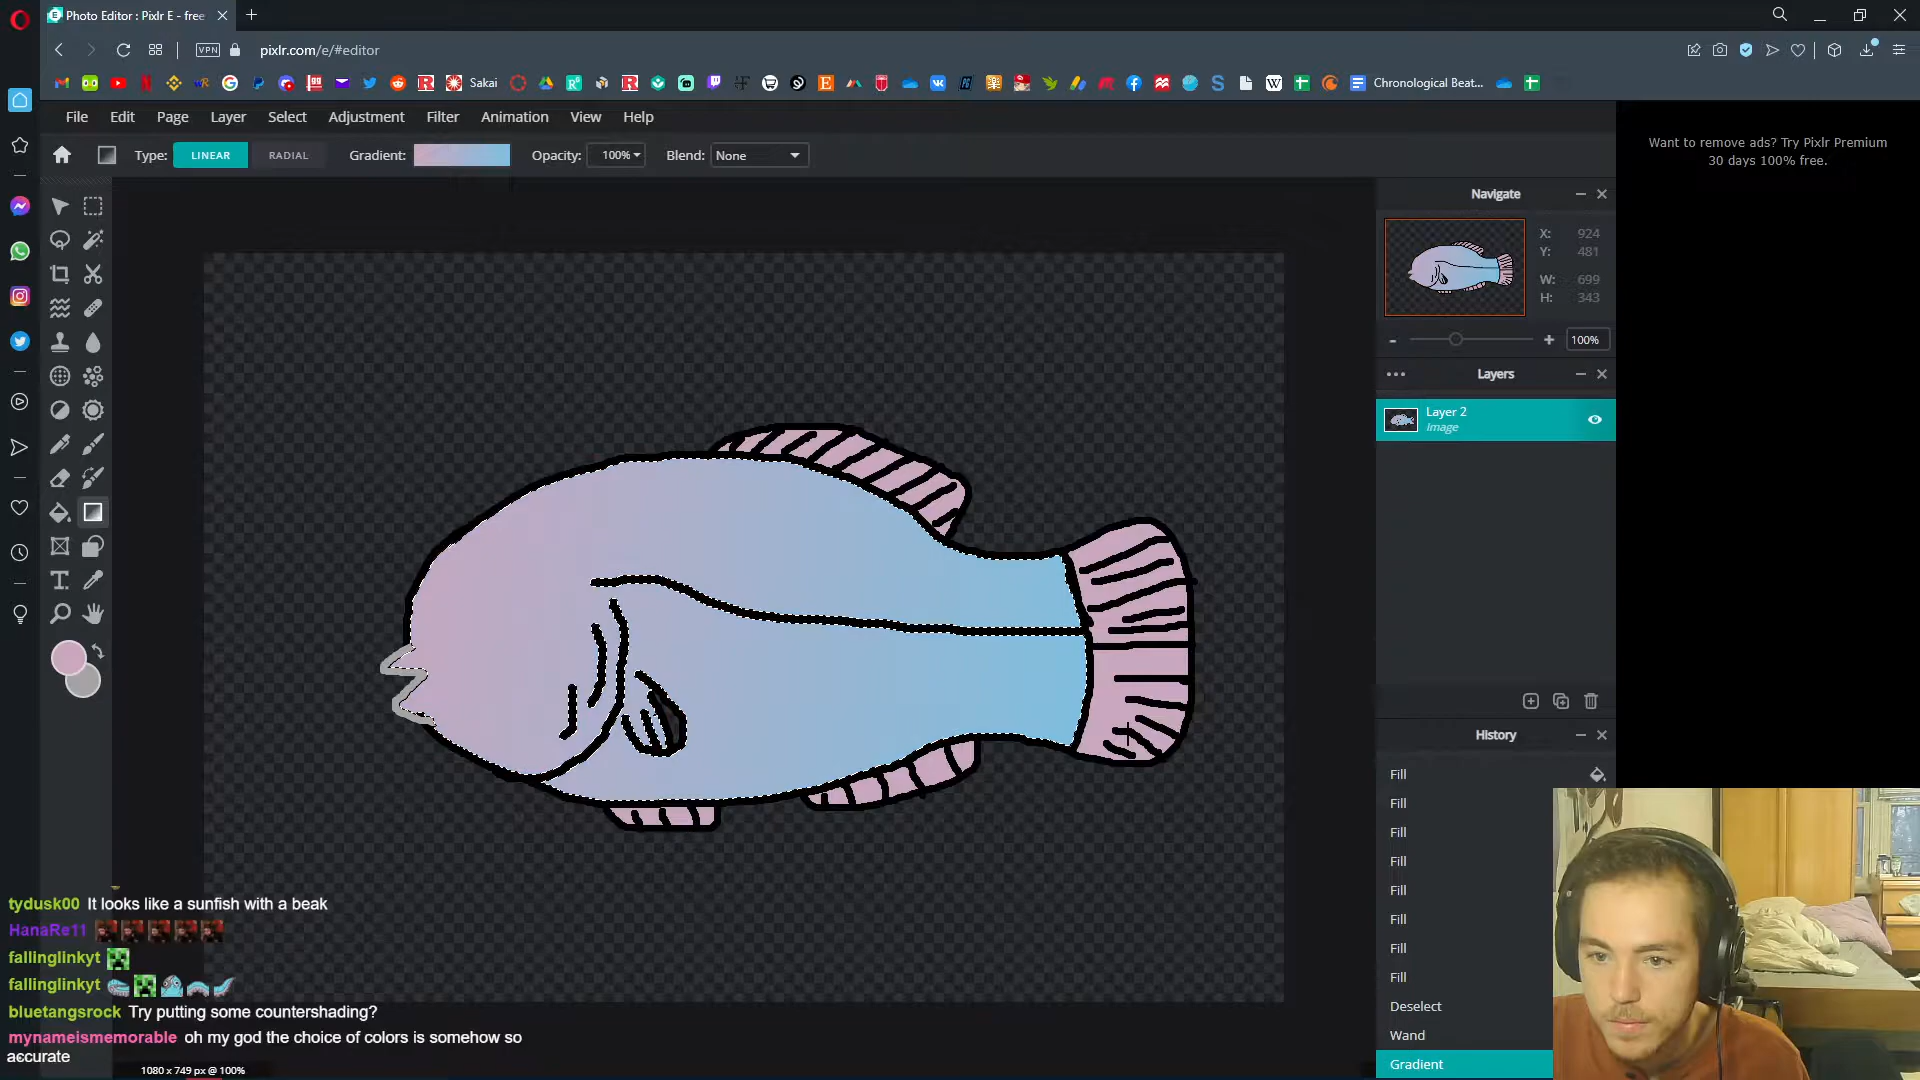 Photo Editor : Pixlr E - free
VPN
pixlr.com/e/#editor
Sakai
Chronological Beat...
File Edit Page Layer Select Adjustment Filter Animation View Help
Type: LINEAR RADIAL Gradient: Opacity: 100% Blend: None
Want to remove ads? Try Pixlr Premium
30 days 100% free.
Navigate
X: 924
Y: 481
W: 699
H: 343
- + 100%
Layers
Layer 2
Image
History
Fill
Fill
Fill
Fill
Fill
Fill
Fill
Fill
Deselect
Wand
Gradient
tydusk00 It looks like a sunfish with a beak
HanaRe11
fallinglinkyt
fallinglinkyt
bluetangsrock Try putting some countershading?
mynameismemorable oh my god the choice of colors is somehow so
accurate
1080 x 749 px @ 100%